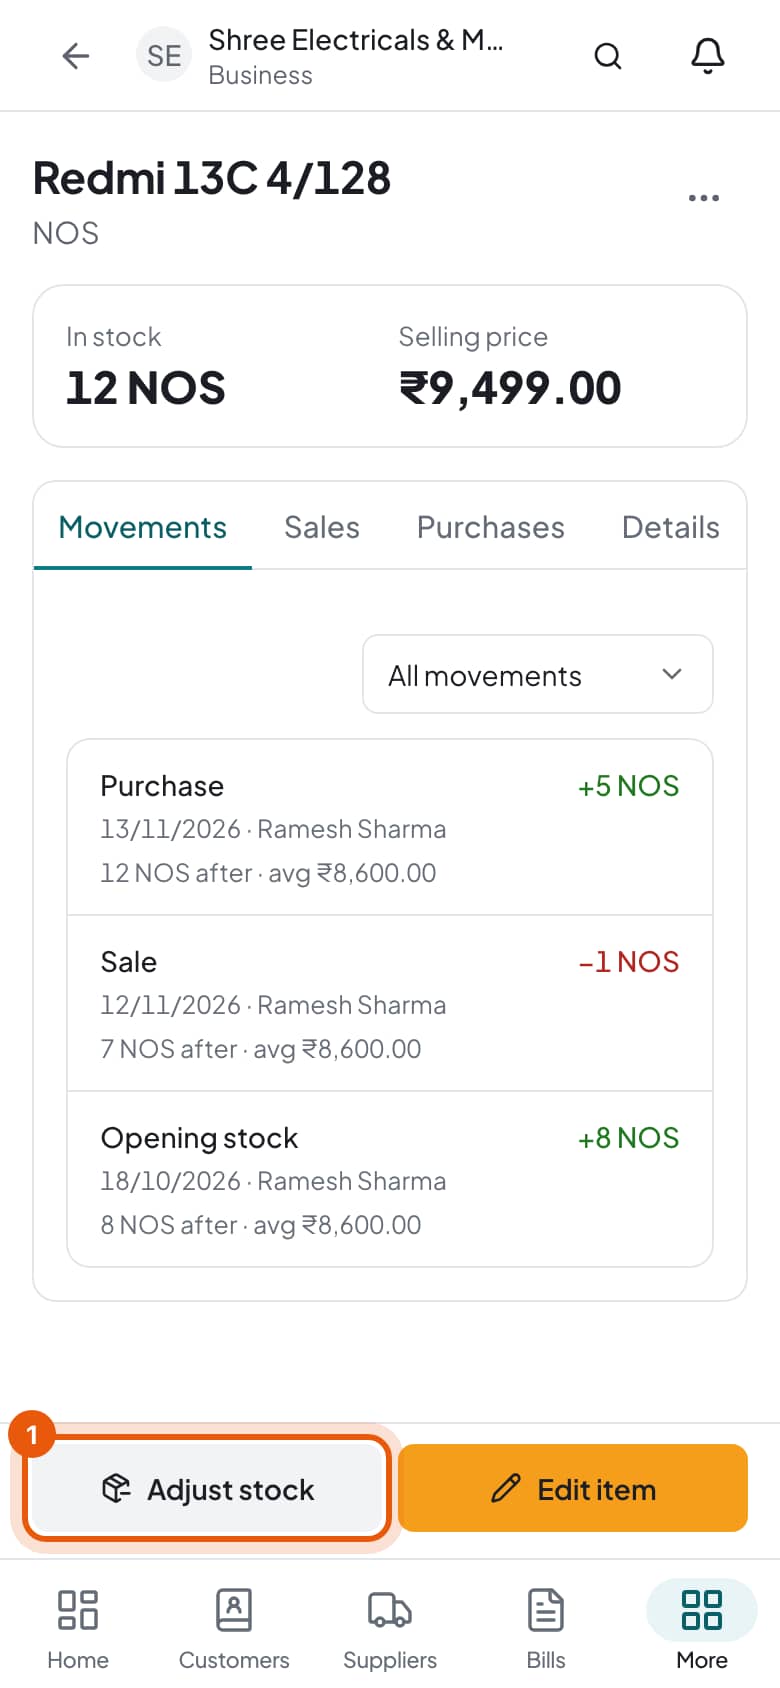 SE
Shree Electricals & M...
Business
Redmi 13C 4/128
NOS
In stock
Selling price
12 NOS
₹9,499.00
Movements Sales Purchases Details
All movements
Purchase +5 NOS
13/11/2026 · Ramesh Sharma
12 NOS after · avg ₹8,600.00
Sale −1 NOS
12/11/2026 · Ramesh Sharma
7 NOS after · avg ₹8,600.00
Opening stock +8 NOS
18/10/2026 · Ramesh Sharma
8 NOS after · avg ₹8,600.00
1
Adjust stock Edit item
Home Customers Suppliers Bills More